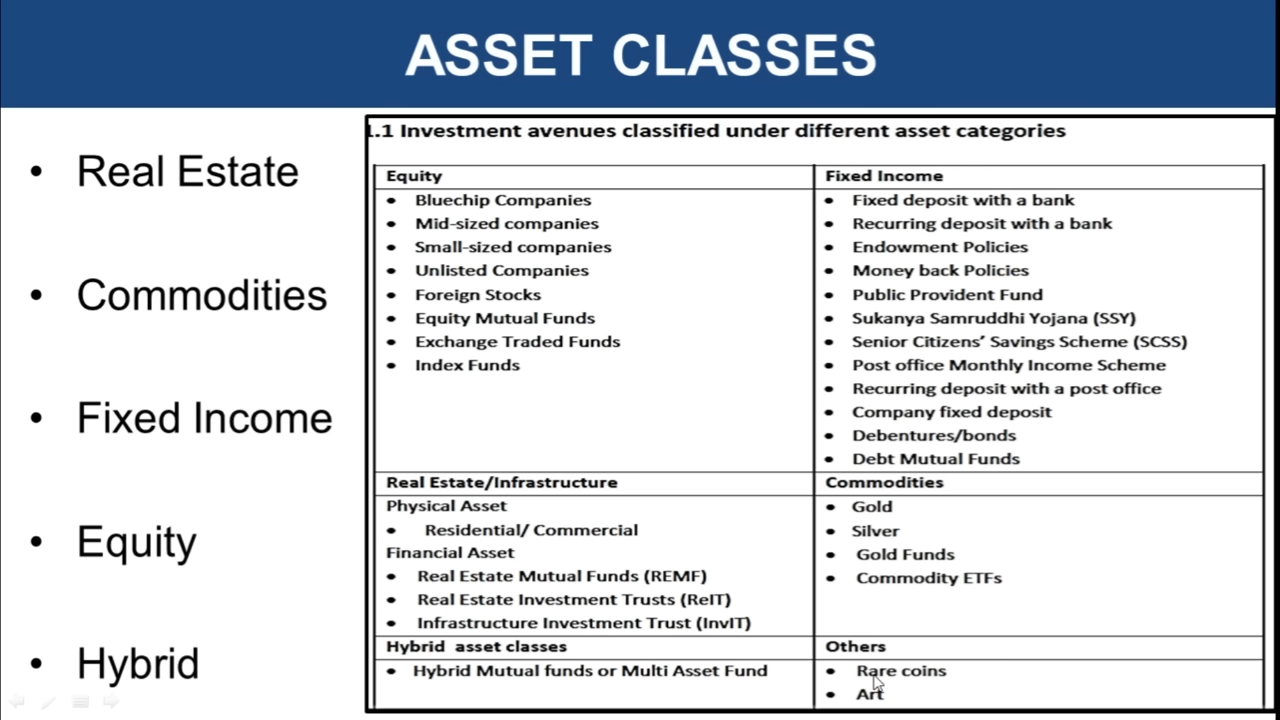 ASSET CLASSES
• Real Estate
• Commodities
• Fixed Income
• Equity
• Hybrid
1.1 Investment avenues classified under different asset categories
Equity
• Bluechip Companies
• Mid-sized companies
• Small-sized companies
• Unlisted Companies
• Foreign Stocks
• Equity Mutual Funds
• Exchange Traded Funds
• Index Funds
Fixed Income
• Fixed deposit with a bank
• Recurring deposit with a bank
• Endowment Policies
• Money back Policies
• Public Provident Fund
• Sukanya Samruddhi Yojana (SSY)
• Senior Citizens’ Savings Scheme (SCSS)
• Post office Monthly Income Scheme
• Recurring deposit with a post office
• Company fixed deposit
• Debentures/bonds
• Debt Mutual Funds
Real Estate/Infrastructure
Physical Asset
• Residential/ Commercial
Financial Asset
• Real Estate Mutual Funds (REMF)
• Real Estate Investment Trusts (ReIT)
• Infrastructure Investment Trust (InvIT)
Commodities
• Gold
• Silver
• Gold Funds
• Commodity ETFs
Hybrid asset classes
• Hybrid Mutual funds or Multi Asset Fund
Others
• Rare coins
• Art